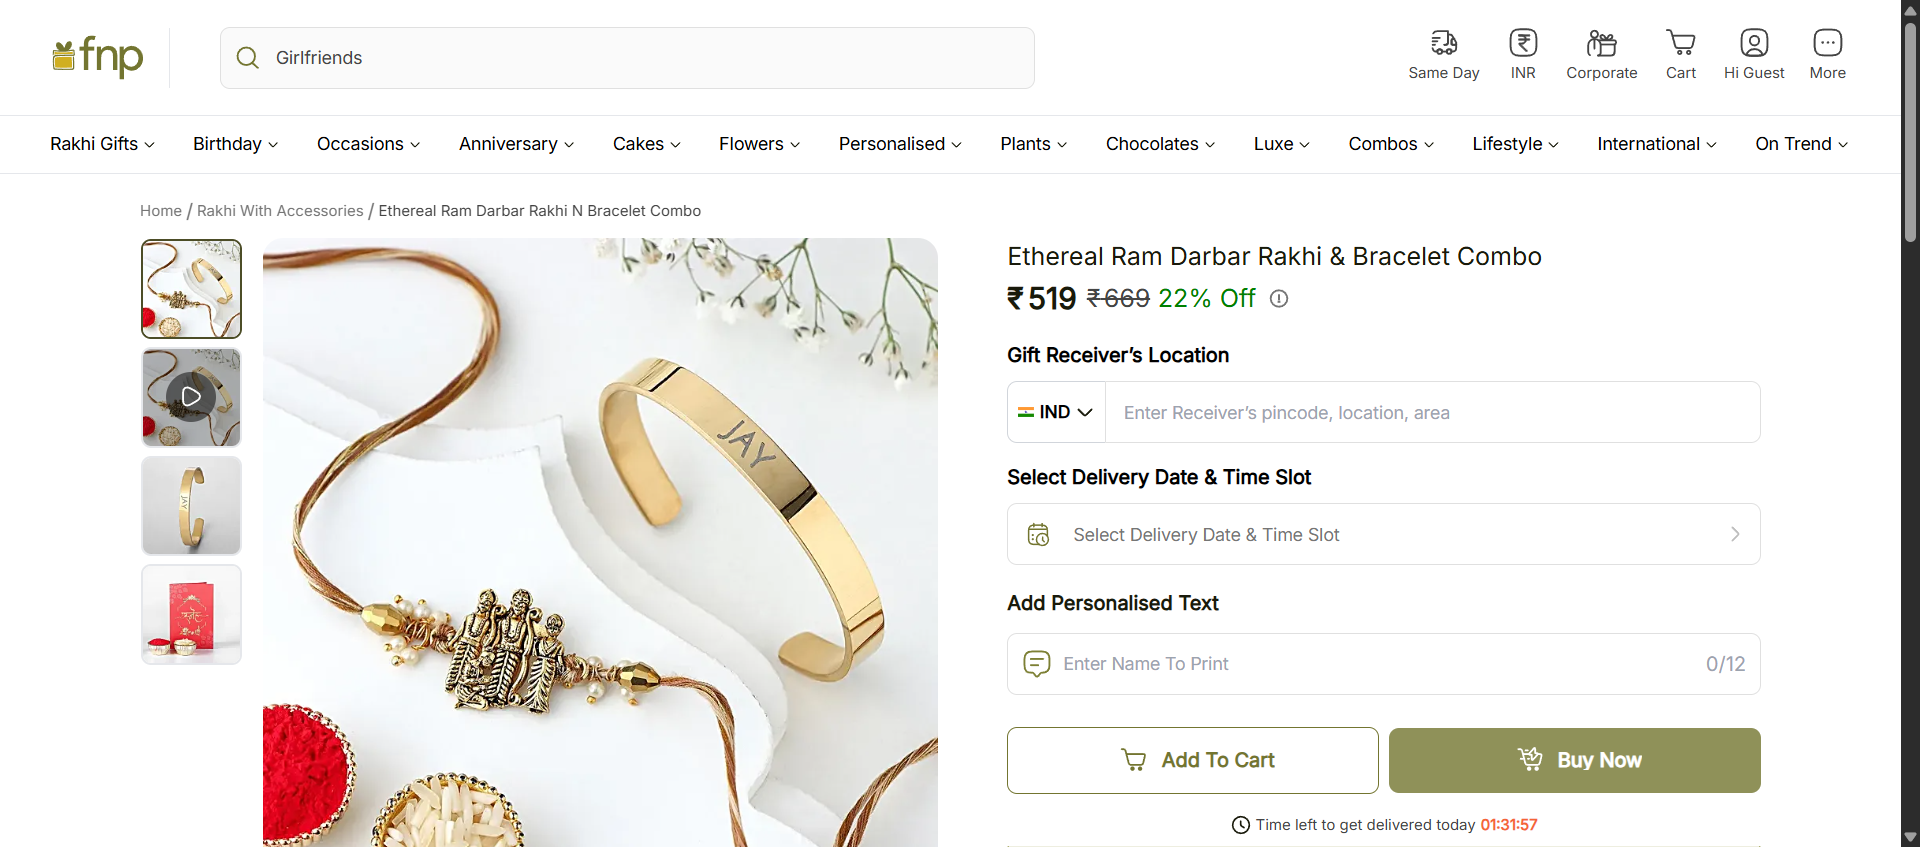 fnp
Girlfriends
Same Day
INR
Corporate
Cart
Hi Guest
More
Rakhi Gifts
Birthday
Occasions
Anniversary
Cakes
Flowers
Personalised
Plants
Chocolates
Luxe
Combos
Lifestyle
International
On Trend
Home / Rakhi With Accessories / Ethereal Ram Darbar Rakhi N Bracelet Combo
JAY
JAY
Ethereal Ram Darbar Rakhi & Bracelet Combo
₹ 519 ₹ 669 22% Off
Gift Receiver’s Location
IND
Enter Receiver’s pincode, location, area
Select Delivery Date & Time Slot
Select Delivery Date & Time Slot
Add Personalised Text
Enter Name To Print
0/12
Add To Cart
Buy Now
Time left to get delivered today 01:31:57